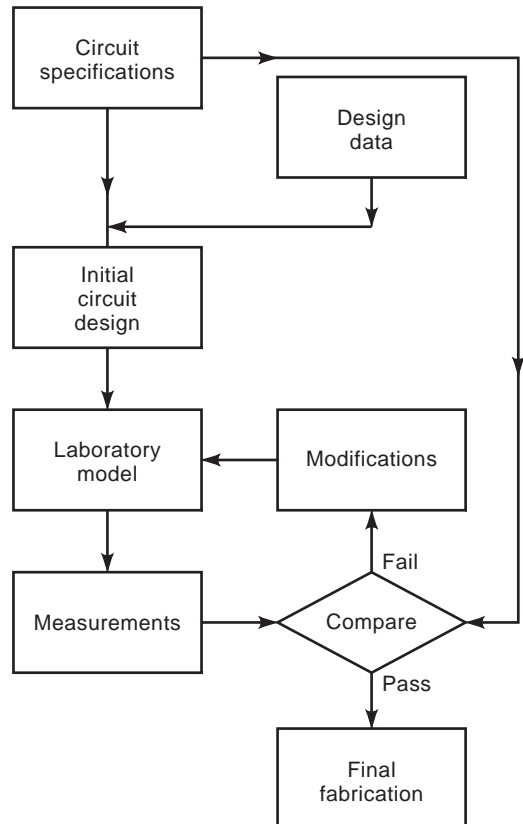 Circuit
specifications
Design
data
Initial
circuit
design
Laboratory
model
Modifications
Fail
Measurements
Compare
Pass
Final
fabrication